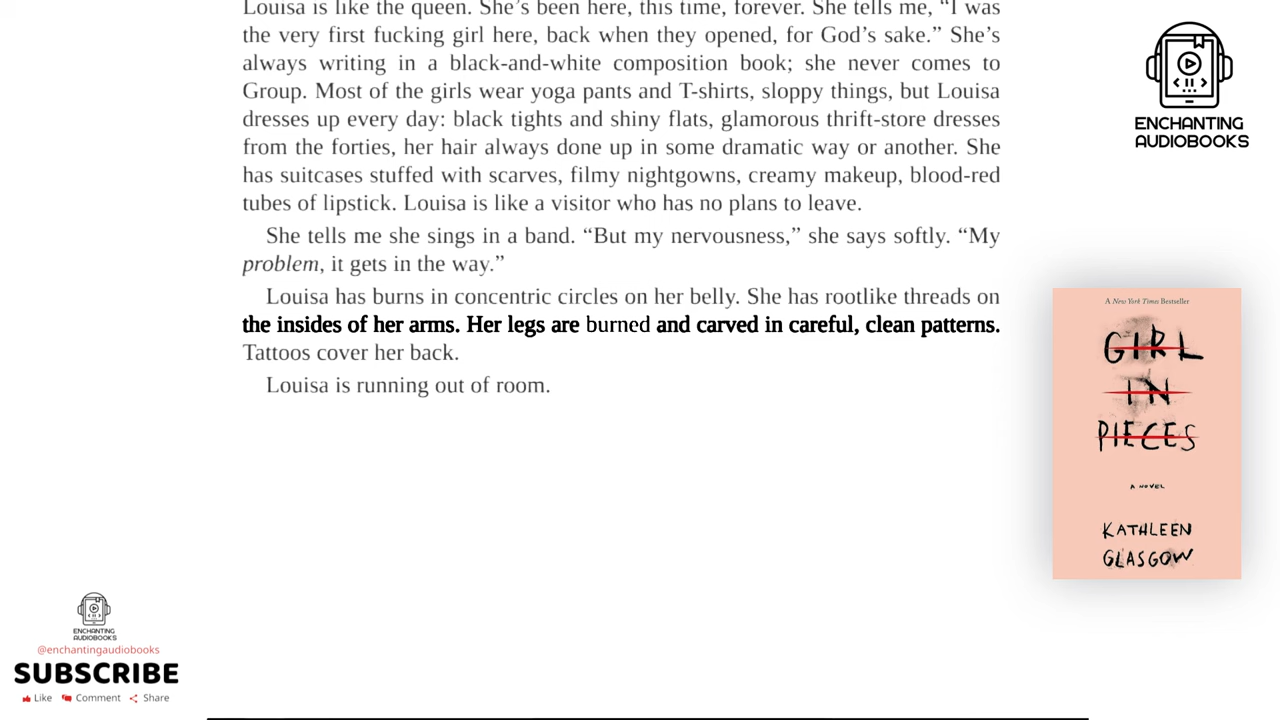 Louisa is like the queen. She’s been here, this time, forever. She tells me, “I was
the very first fucking girl here, back when they opened, for God’s sake.” She’s
always writing in a black-and-white composition book; she never comes to
Group. Most of the girls wear yoga pants and T-shirts, sloppy things, but Louisa
dresses up every day: black tights and shiny flats, glamorous thrift-store dresses
from the forties, her hair always done up in some dramatic way or another. She
has suitcases stuffed with scarves, filmy nightgowns, creamy makeup, blood-red
tubes of lipstick. Louisa is like a visitor who has no plans to leave.
She tells me she sings in a band. “But my nervousness,” she says softly. “My
problem, it gets in the way.”
Louisa has burns in concentric circles on her belly. She has rootlike threads on
the insides of her arms. Her legs are burned and carved in careful, clean patterns.
Tattoos cover her back.
Louisa is running out of room.
ENCHANTING
AUDIOBOOKS
A New York Times Bestseller
GIRL
IN
PIECES
A NOVEL
KATHLEEN
GLASGOW
ENCHANTING
AUDIOBOOKS
@enchantingaudiobooks
SUBSCRIBE
Like Comment Share